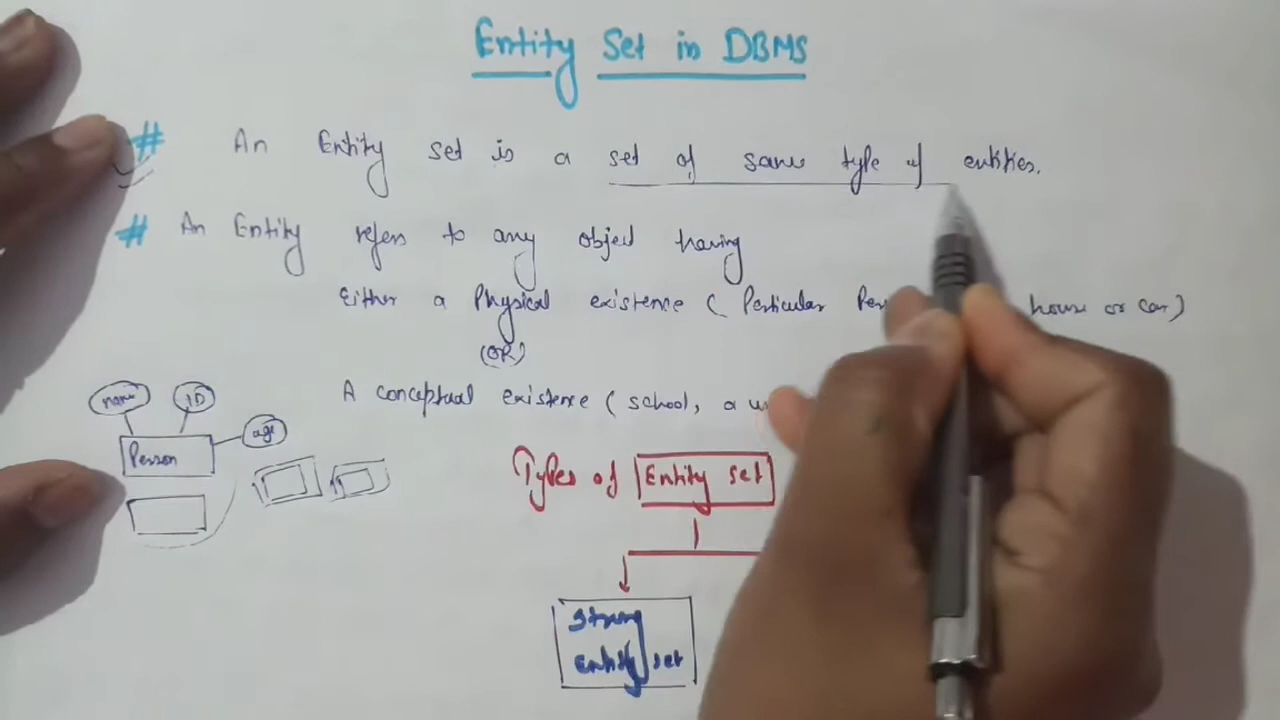 Entity Set in DBMS
# An Entity set is a set of same type of entities.
# An Entity refers to any object having
Either a Physical existence ( Perticular house or car)
(OR)
A conceptual existence ( school, a
name ID
age
Person
Types of Entity set
Strong
Entity set